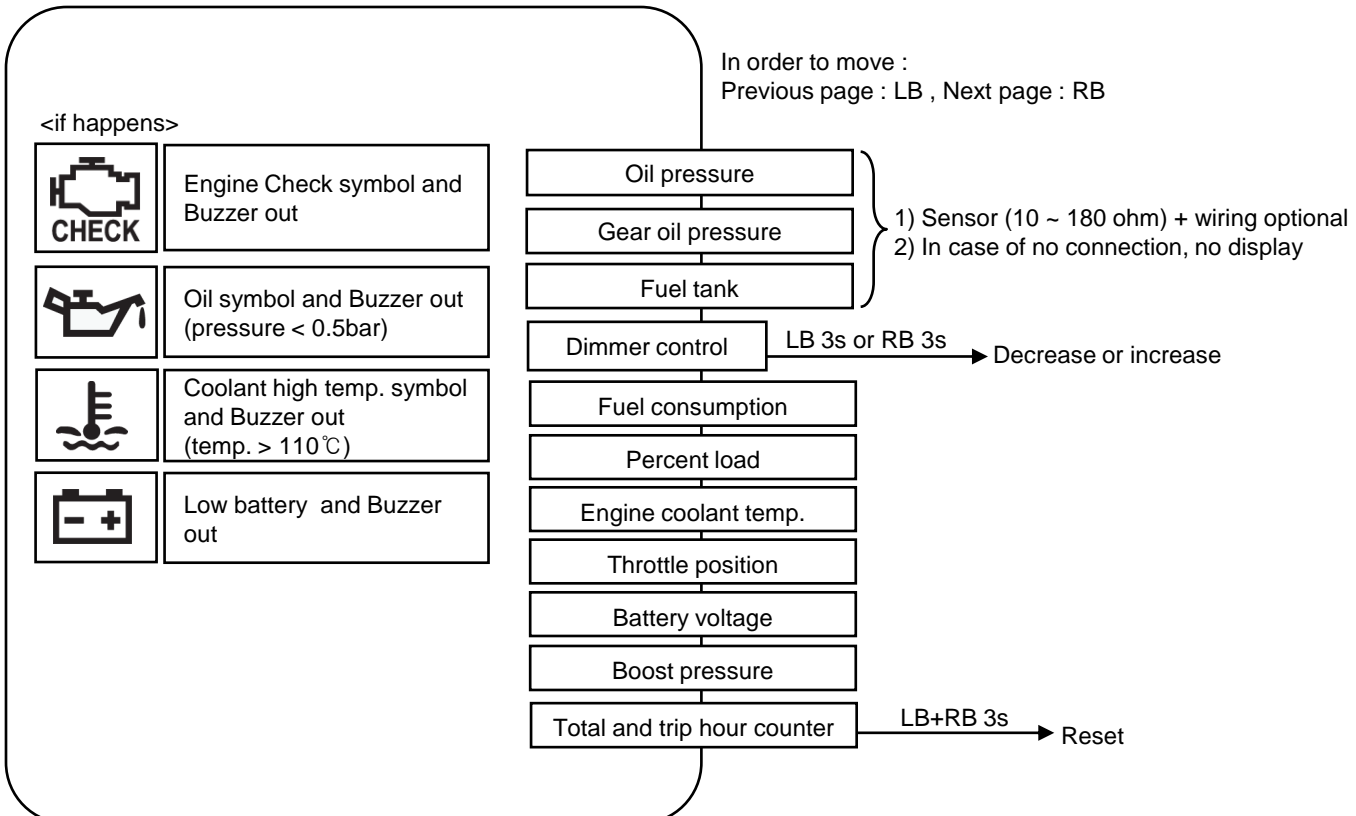 In order to move :
Previous page : LB , Next page : RB
<if happens>
CHECK
Engine Check symbol and
Buzzer out
Oil symbol and Buzzer out
(pressure < 0.5bar)
Coolant high temp. symbol
and Buzzer out
(temp. > 110℃)
Low battery  and Buzzer
out
Oil pressure
Gear oil pressure
Fuel tank
1) Sensor (10 ~ 180 ohm) + wiring optional
2) In case of no connection, no display
Dimmer control
LB 3s or RB 3s
Decrease or increase
Fuel consumption
Percent load
Engine coolant temp.
Throttle position
Battery voltage
Boost pressure
Total and trip hour counter
LB+RB 3s
Reset